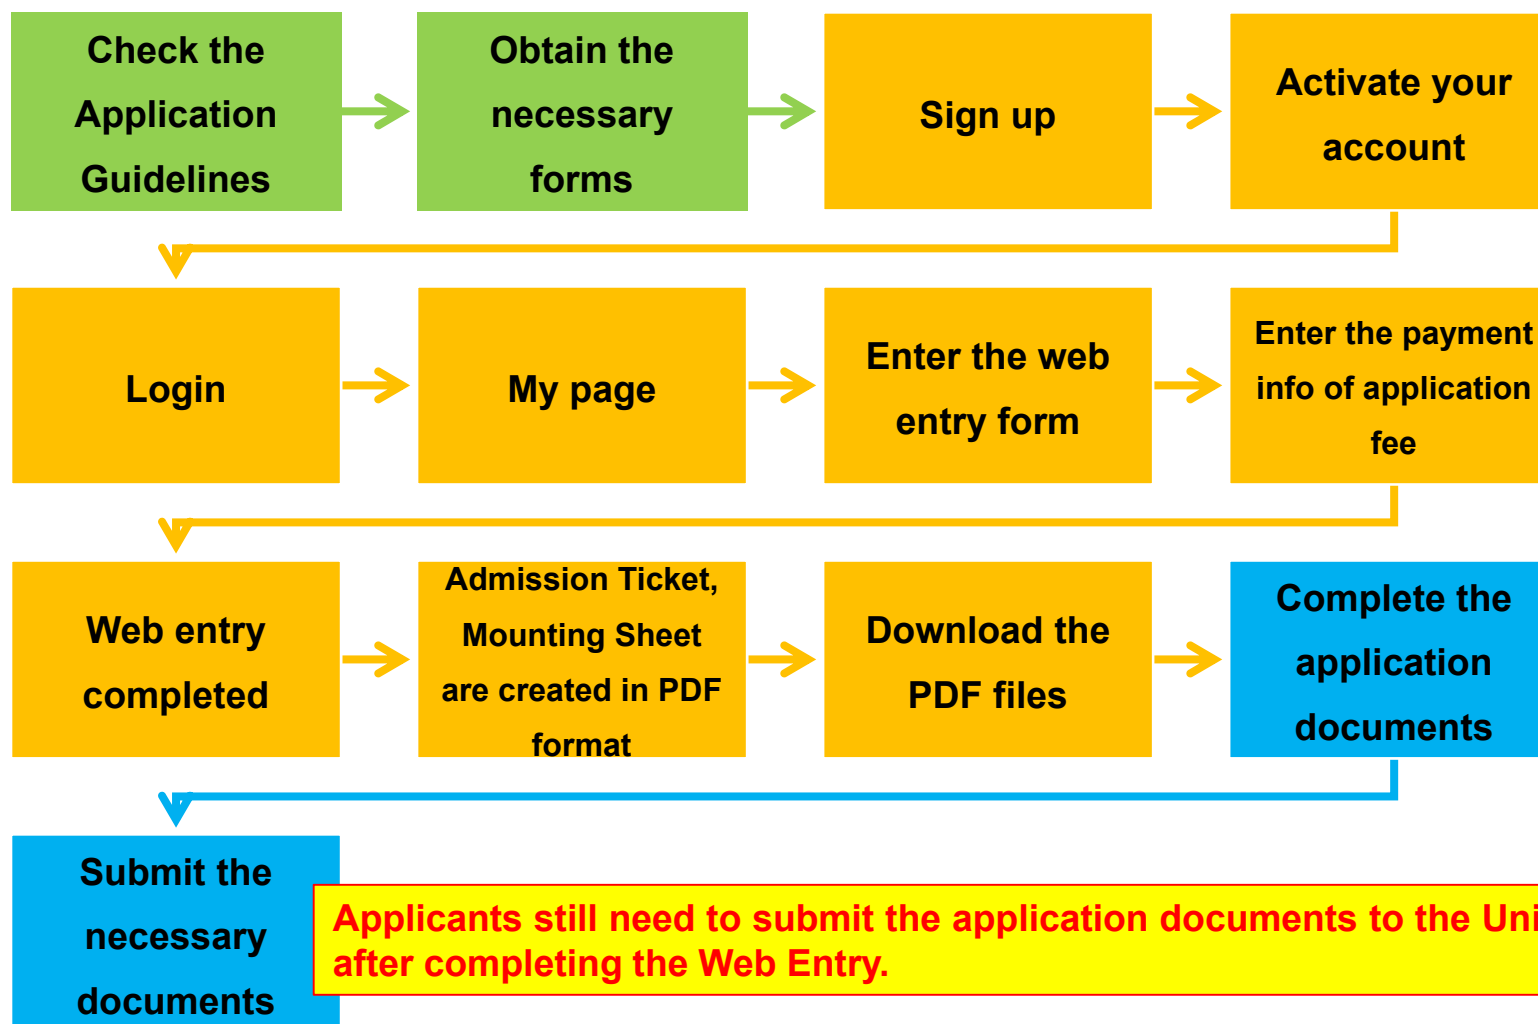 Check the
Application
Guidelines
Obtain the
necessary
forms
Sign up
Activate your
account
Login
My page
Enter the web
entry form
Enter the payment
info of application
fee
Web entry
completed
Admission Ticket,
Mounting Sheet
are created in PDF
format
Download the
PDF files
Complete the
application
documents
Submit the
necessary
documents
Applicants still need to submit the application documents to the Uni
after completing the Web Entry.